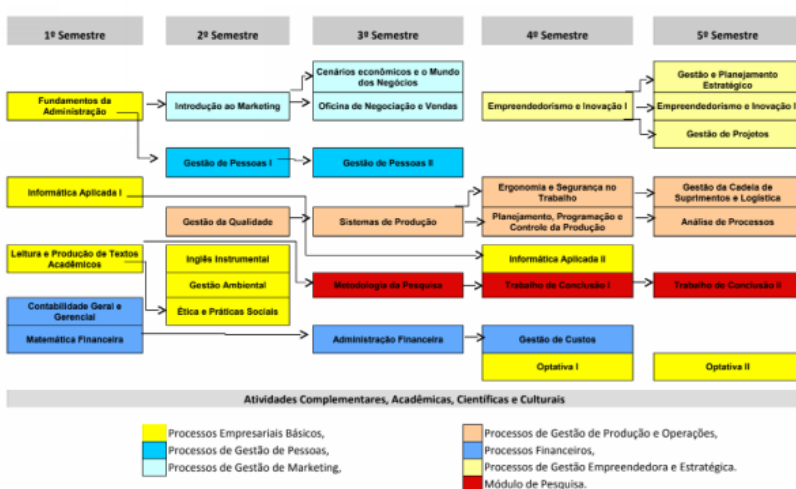 1º Semestre
2º Semestre
3º Semestre
4º Semestre
5º Semestre
Fundamentos da
Administração
Informática Aplicada I
Leitura e Produção de Textos
Acadêmicos
Contabilidade Geral e
Gerencial
Matemática Financeira
Introdução ao Marketing
Gestão de Pessoas I
Gestão da Qualidade
Inglês Instrumental
Gestão Ambiental
Ética e Práticas Sociais
Cenários econômicos e o Mundo
dos Negócios
Oficina de Negociação e Vendas
Gestão de Pessoas II
Sistemas de Produção
Metodologia da Pesquisa
Administração Financeira
Empreendedorismo e Inovação I
Ergonomia e Segurança no
Trabalho
Planejamento, Programação e
Controle da Produção
Informática Aplicada II
Trabalho de Conclusão I
Gestão de Custos
Optativa I
Gestão e Planejamento
Estratégico
Empreendedorismo e Inovação I
Gestão de Projetos
Gestão da Cadeia de
Suprimentos e Logística
Análise de Processos
Trabalho de Conclusão II
Optativa II
Atividades Complementares, Acadêmicas, Científicas e Culturais
Processos Empresariais Básicos,
Processos de Gestão de Pessoas,
Processos de Gestão de Marketing,
Processos de Gestão de Produção e Operações,
Processos Financeiros,
Processos de Gestão Empreendedora e Estratégica.
Módulo de Pesquisa.